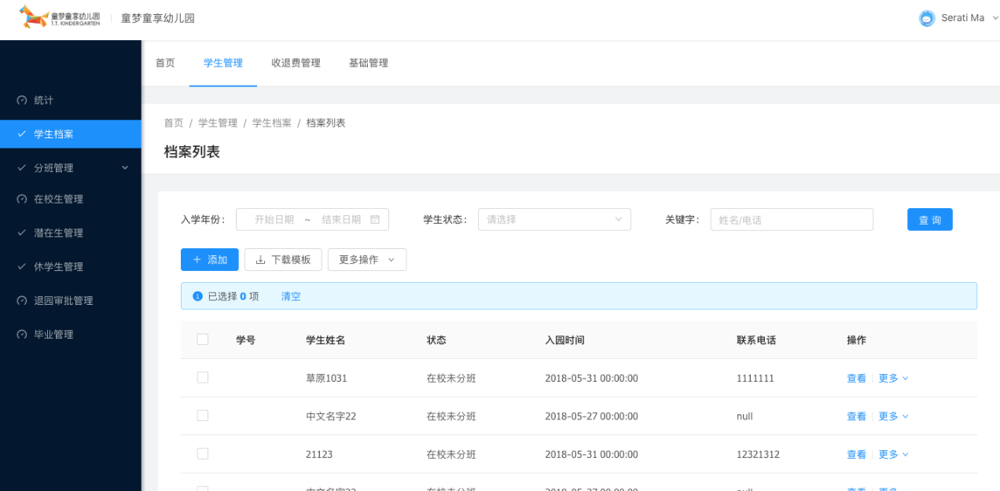 童梦童享幼儿园
T.T. KINDERGARTEN
童梦童享幼儿园
Serati Ma
首页 学生管理 收退费管理 基础管理
统计
学生档案
分班管理
在校生管理
潜在生管理
休学生管理
退园审批管理
毕业管理
首页 / 学生管理 / 学生档案 / 档案列表
档案列表
入学年份: 开始日期 ~ 结束日期 学生状态: 请选择 关键字: 姓名/电话 查 询
添加 下载模板 更多操作
已选择 0 项 清空
学号 学生姓名 状态 入园时间 联系电话 操作
草原1031 在校未分班 2018-05-31 00:00:00 1111111 查看 更多
中文名字22 在校未分班 2018-05-27 00:00:00 null 查看 更多
21123 在校未分班 2018-05-31 00:00:00 12321312 查看 更多